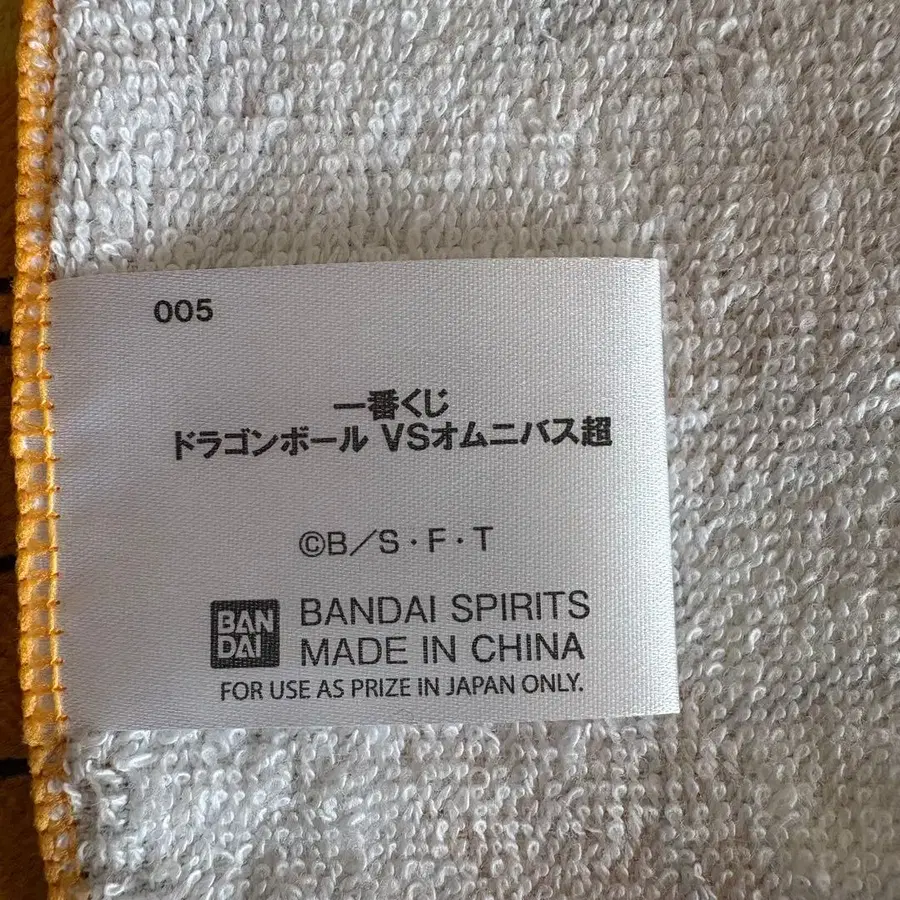 005
一番くじ
ドラゴンボール VSオムニバス超
©B／S・F・T
BAN
DAI
BANDAI SPIRITS
MADE IN CHINA
FOR USE AS PRIZE IN JAPAN ONLY.